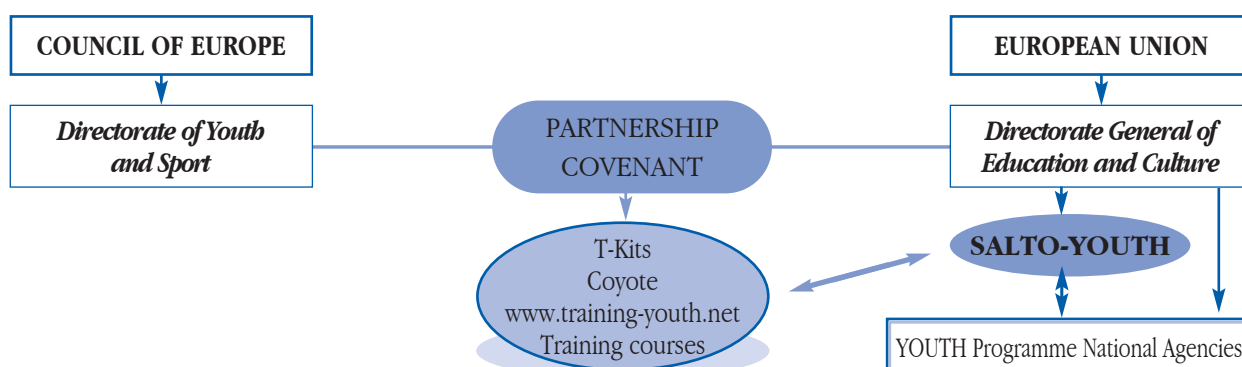 COUNCIL OF EUROPE
EUROPEAN UNION
Directorate of Youth
and Sport
PARTNERSHIP
COVENANT
Directorate General of
Education and Culture
T-Kits
Coyote
www.training-youth.net
Training courses
SALTO-YOUTH
YOUTH Programme National Agencies